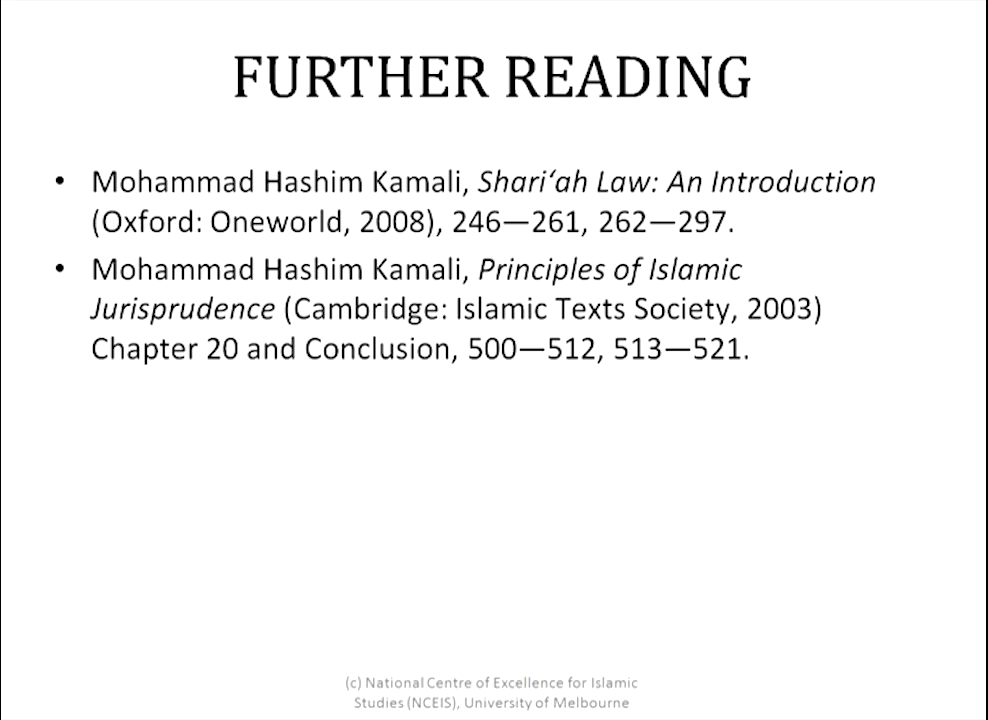 FURTHER READING
• Mohammad Hashim Kamali, Shari‘ah Law: An Introduction
(Oxford: Oneworld, 2008), 246—261, 262—297.
• Mohammad Hashim Kamali, Principles of Islamic
Jurisprudence (Cambridge: Islamic Texts Society, 2003)
Chapter 20 and Conclusion, 500—512, 513—521.
(c) National Centre of Excellence for Islamic
Studies (NCEIS), University of Melbourne